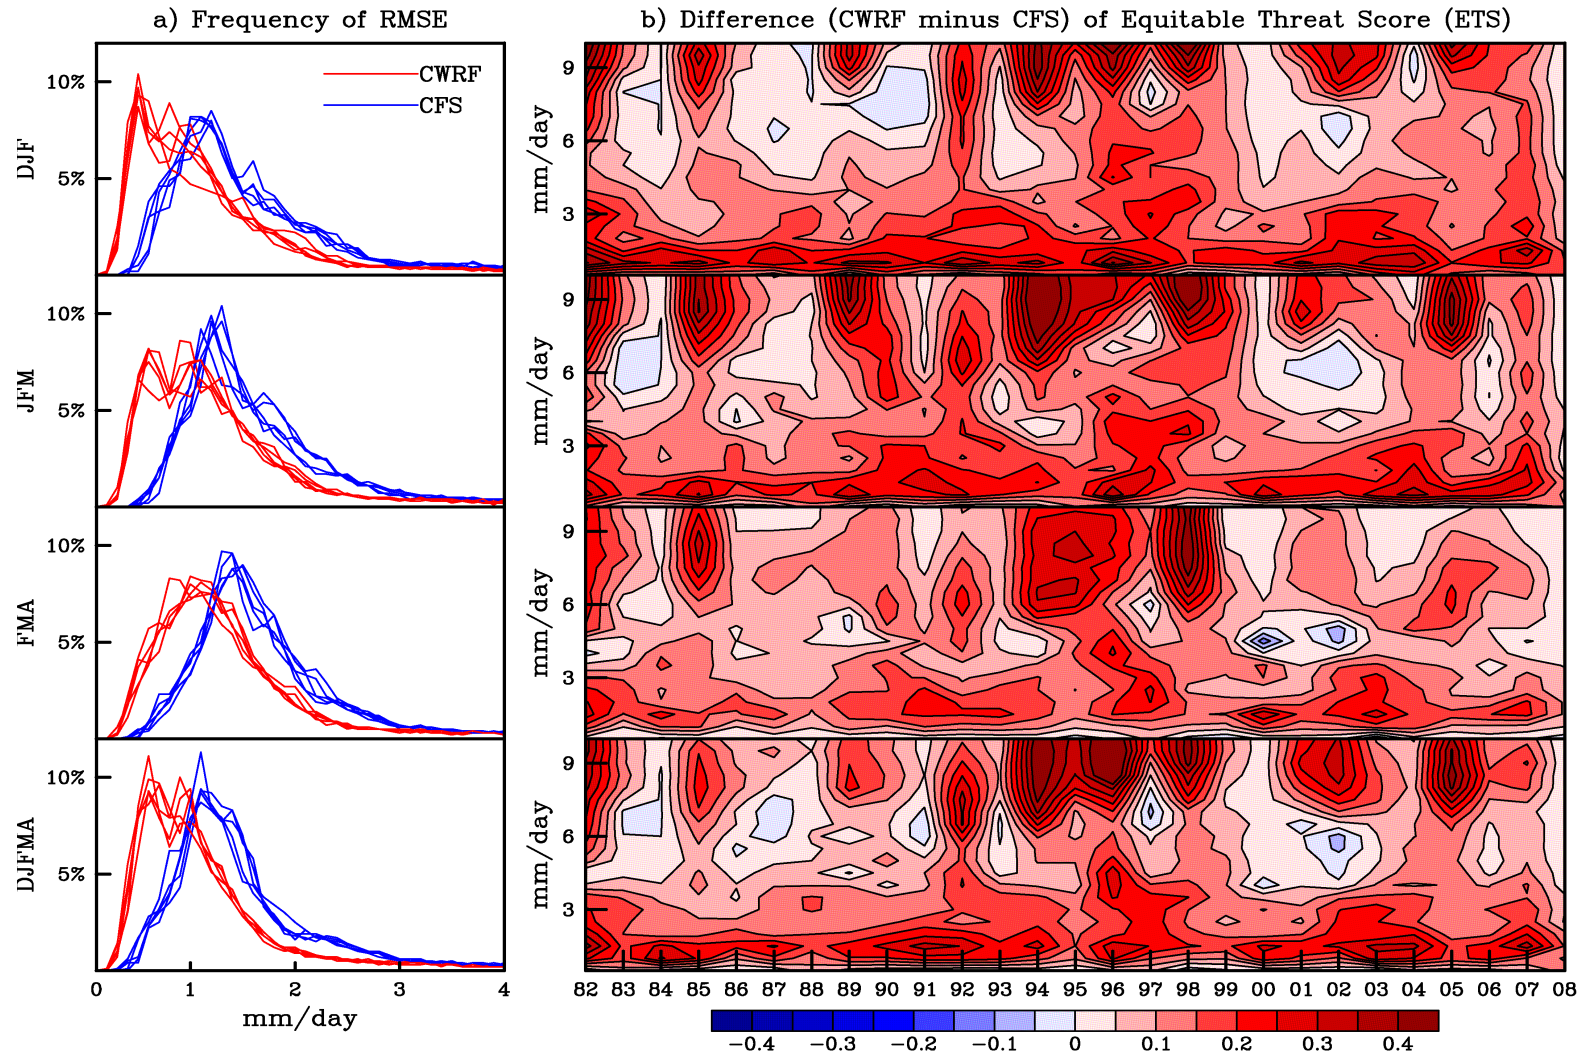 a) Frequency of RMSE
b) Difference (CWRF minus CFS) of Equitable Threat Score (ETS)
CWRF
CFS
10%
5%
DJF
9
6
3
mm/day
10%
5%
JFM
9
6
3
mm/day
10%
5%
FMA
9
6
3
mm/day
10%
5%
DJFMA
9
6
3
mm/day
0 1 2 3 4
82 83 84 85 86 87 88 89 90 91 92 93 94 95 96 97 98 99 00 01 02 03 04 05 06 07 08
mm/day
−0.4 −0.3 −0.2 −0.1 0 0.1 0.2 0.3 0.4